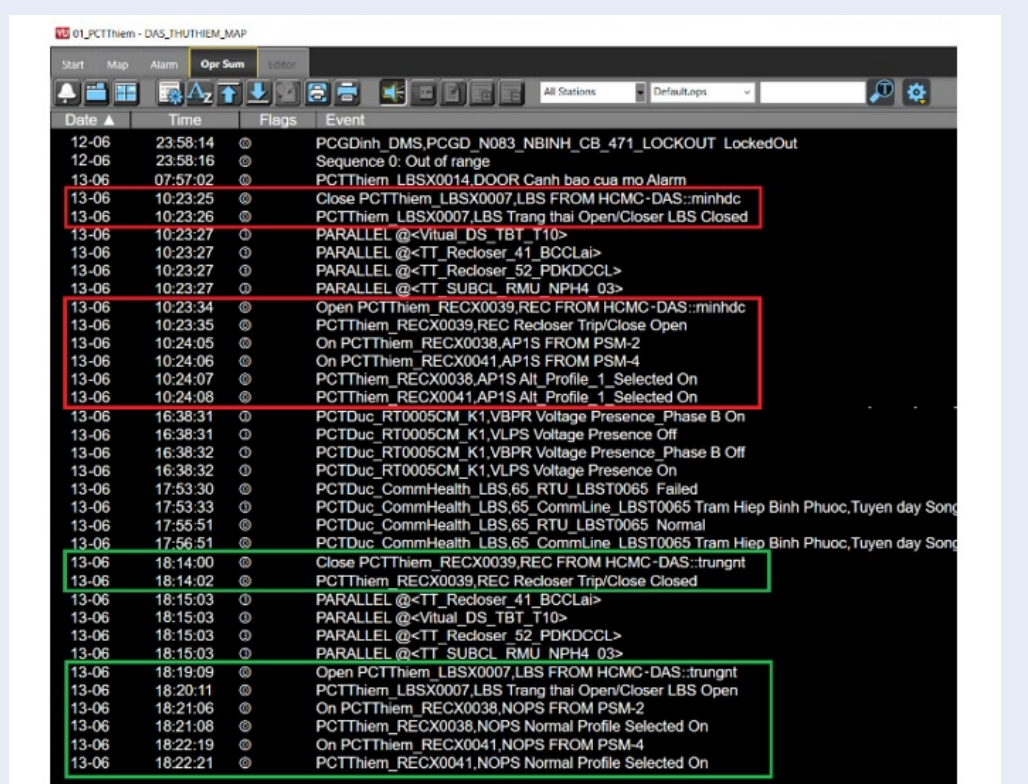 01_PCTThiem - DAS_THUTHIEM_MAP
Start Map Alarm Opr Sum Editor
All Stations Default.ops
Date ▲ Time Flags Event
12-06 23:58:14 PCGDinh_DMS,PCGD_N083_NBINH_CB_471_LOCKOUT LockedOut
12-06 23:58:16 Sequence 0: Out of range
13-06 07:57:02 PCTThiem_LBSX0014,DOOR Canh bao cua mo Alarm
13-06 10:23:25 Close PCTThiem_LBSX0007,LBS FROM HCMC-DAS::minhdc
13-06 10:23:26 PCTThiem_LBSX0007,LBS Trang thai Open/Closer LBS Closed
13-06 10:23:27 PARALLEL @<Vitual_DS_TBT_T10>
13-06 10:23:27 PARALLEL @<TT_Recloser_41_BCCLai>
13-06 10:23:27 PARALLEL @<TT_Recloser_52_PDKDCCL>
13-06 10:23:27 PARALLEL @<TT_SUBCL_RMU_NPH4_03>
13-06 10:23:34 Open PCTThiem_RECX0039,REC FROM HCMC-DAS::minhdc
13-06 10:23:35 PCTThiem_RECX0039,REC Recloser Trip/Close Open
13-06 10:24:05 On PCTThiem_RECX0038,AP1S FROM PSM-2
13-06 10:24:06 On PCTThiem_RECX0041,AP1S FROM PSM-4
13-06 10:24:07 PCTThiem_RECX0038,AP1S Alt_Profile_1_Selected On
13-06 10:24:08 PCTThiem_RECX0041,AP1S Alt_Profile_1_Selected On
13-06 16:38:31 PCTDuc_RT0005CM_K1,VBPR Voltage Presence_Phase B On
13-06 16:38:31 PCTDuc_RT0005CM_K1,VLPS Voltage Presence Off
13-06 16:38:32 PCTDuc_RT0005CM_K1,VBPR Voltage Presence_Phase B Off
13-06 16:38:32 PCTDuc_RT0005CM_K1,VLPS Voltage Presence On
13-06 17:53:30 PCTDuc_CommHealth_LBS,65_RTU_LBST0065 Failed
13-06 17:53:33 PCTDuc_CommHealth_LBS,65_CommLine_LBST0065 Tram Hiep Binh Phuoc,Tuyen day Song
13-06 17:55:51 PCTDuc_CommHealth_LBS,65_RTU_LBST0065 Normal
13-06 17:56:51 PCTDuc_CommHealth_LBS,65_CommLine_LBST0065 Tram Hiep Binh Phuoc,Tuyen day Song
13-06 18:14:00 Close PCTThiem_RECX0039,REC FROM HCMC-DAS::trungnt
13-06 18:14:02 PCTThiem_RECX0039,REC Recloser Trip/Close Closed
13-06 18:15:03 PARALLEL @<TT_Recloser_41_BCCLai>
13-06 18:15:03 PARALLEL @<Vitual_DS_TBT_T10>
13-06 18:15:03 PARALLEL @<TT_Recloser_52_PDKDCCL>
13-06 18:15:03 PARALLEL @<TT_SUBCL_RMU_NPH4_03>
13-06 18:19:09 Open PCTThiem_LBSX0007,LBS FROM HCMC-DAS::trungnt
13-06 18:20:11 PCTThiem_LBSX0007,LBS Trang thai Open/Closer LBS Open
13-06 18:21:06 On PCTThiem_RECX0038,NOPS FROM PSM-2
13-06 18:21:08 PCTThiem_RECX0038,NOPS Normal Profile Selected On
13-06 18:22:19 On PCTThiem_RECX0041,NOPS FROM PSM-4
13-06 18:22:21 PCTThiem_RECX0041,NOPS Normal Profile Selected On